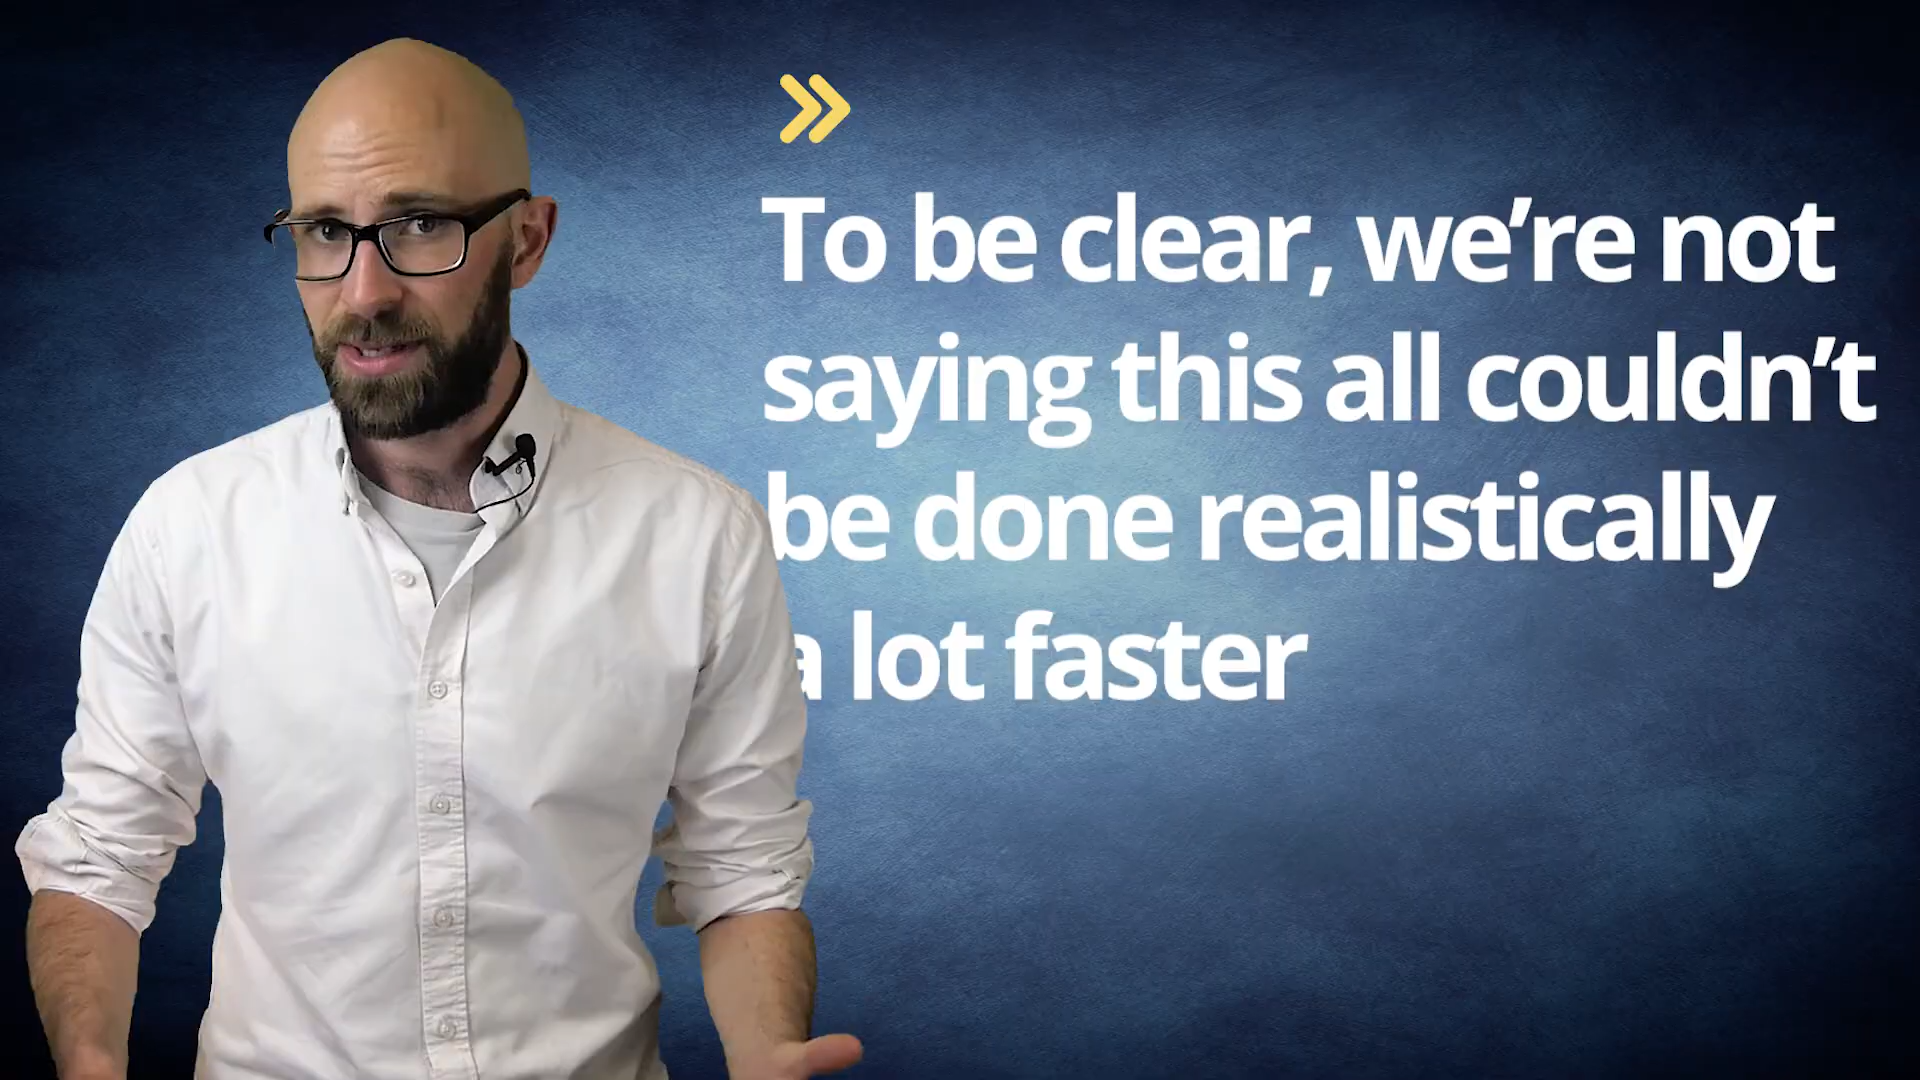 To be clear, we’re not
saying this all couldn’t
be done realistically
a lot faster